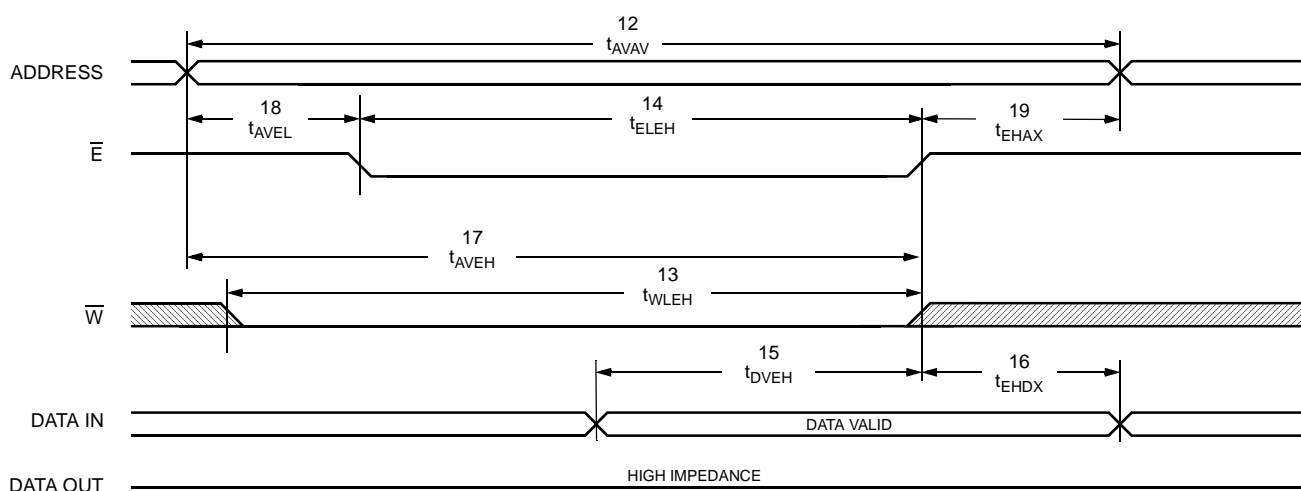 12
tAVAV
ADDRESS
18
tAVEL
14
tELEH
19
tEHAX
E̅
17
tAVEH
13
tWLEH
W̅
15
tDVEH
16
tEHDX
DATA IN
DATA VALID
DATA OUT
HIGH IMPEDANCE